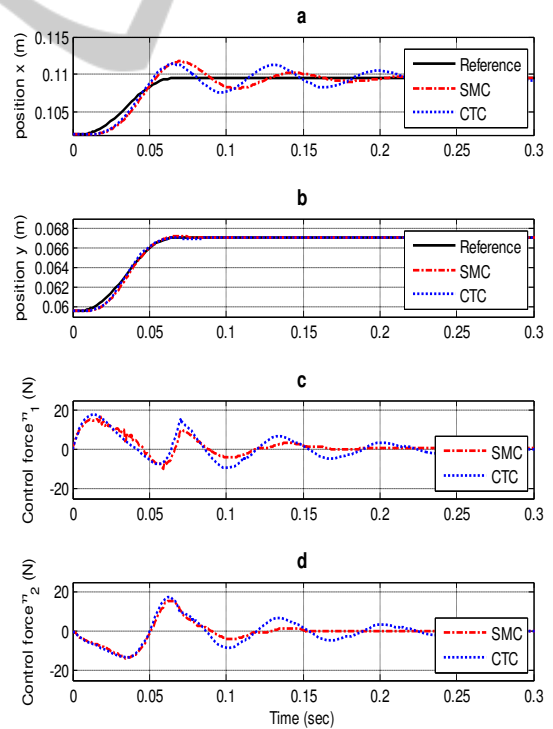 a
position x (m)
0.115
0.11
0.105
Reference
SMC
CTC
0 0.05 0.1 0.15 0.2 0.25 0.3
b
position y (m)
0.068
0.066
0.064
0.062
0.06
Reference
SMC
CTC
0 0.05 0.1 0.15 0.2 0.25 0.3
c
Control force η_1 (N)
20
0
-20
SMC
CTC
0 0.05 0.1 0.15 0.2 0.25 0.3
d
Control force η_2 (N)
20
0
-20
SMC
CTC
0 0.05 0.1 0.15 0.2 0.25 0.3
Time (sec)